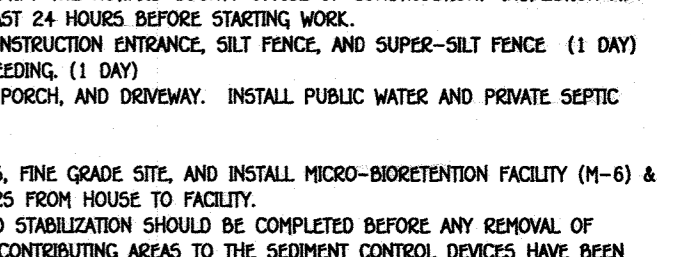 AST 24 HOURS BEFORE STARTING WORK.
NSTRUCTION ENTRANCE, SILT FENCE, AND SUPER-SILT FENCE (1 DAY)
EEDING. (1 DAY)
PORCH, AND DRIVEWAY. INSTALL PUBLIC WATER AND PRIVATE SEPTIC
, FINE GRADE SITE, AND INSTALL MICRO-BIORETENTION FACILITY (M-6) &
RS FROM HOUSE TO FACILITY.
STABILIZATION SHOULD BE COMPLETED BEFORE ANY REMOVAL OF
CONTRIBUTING AREAS TO THE SEDIMENT CONTROL DEVICES HAVE BEEN